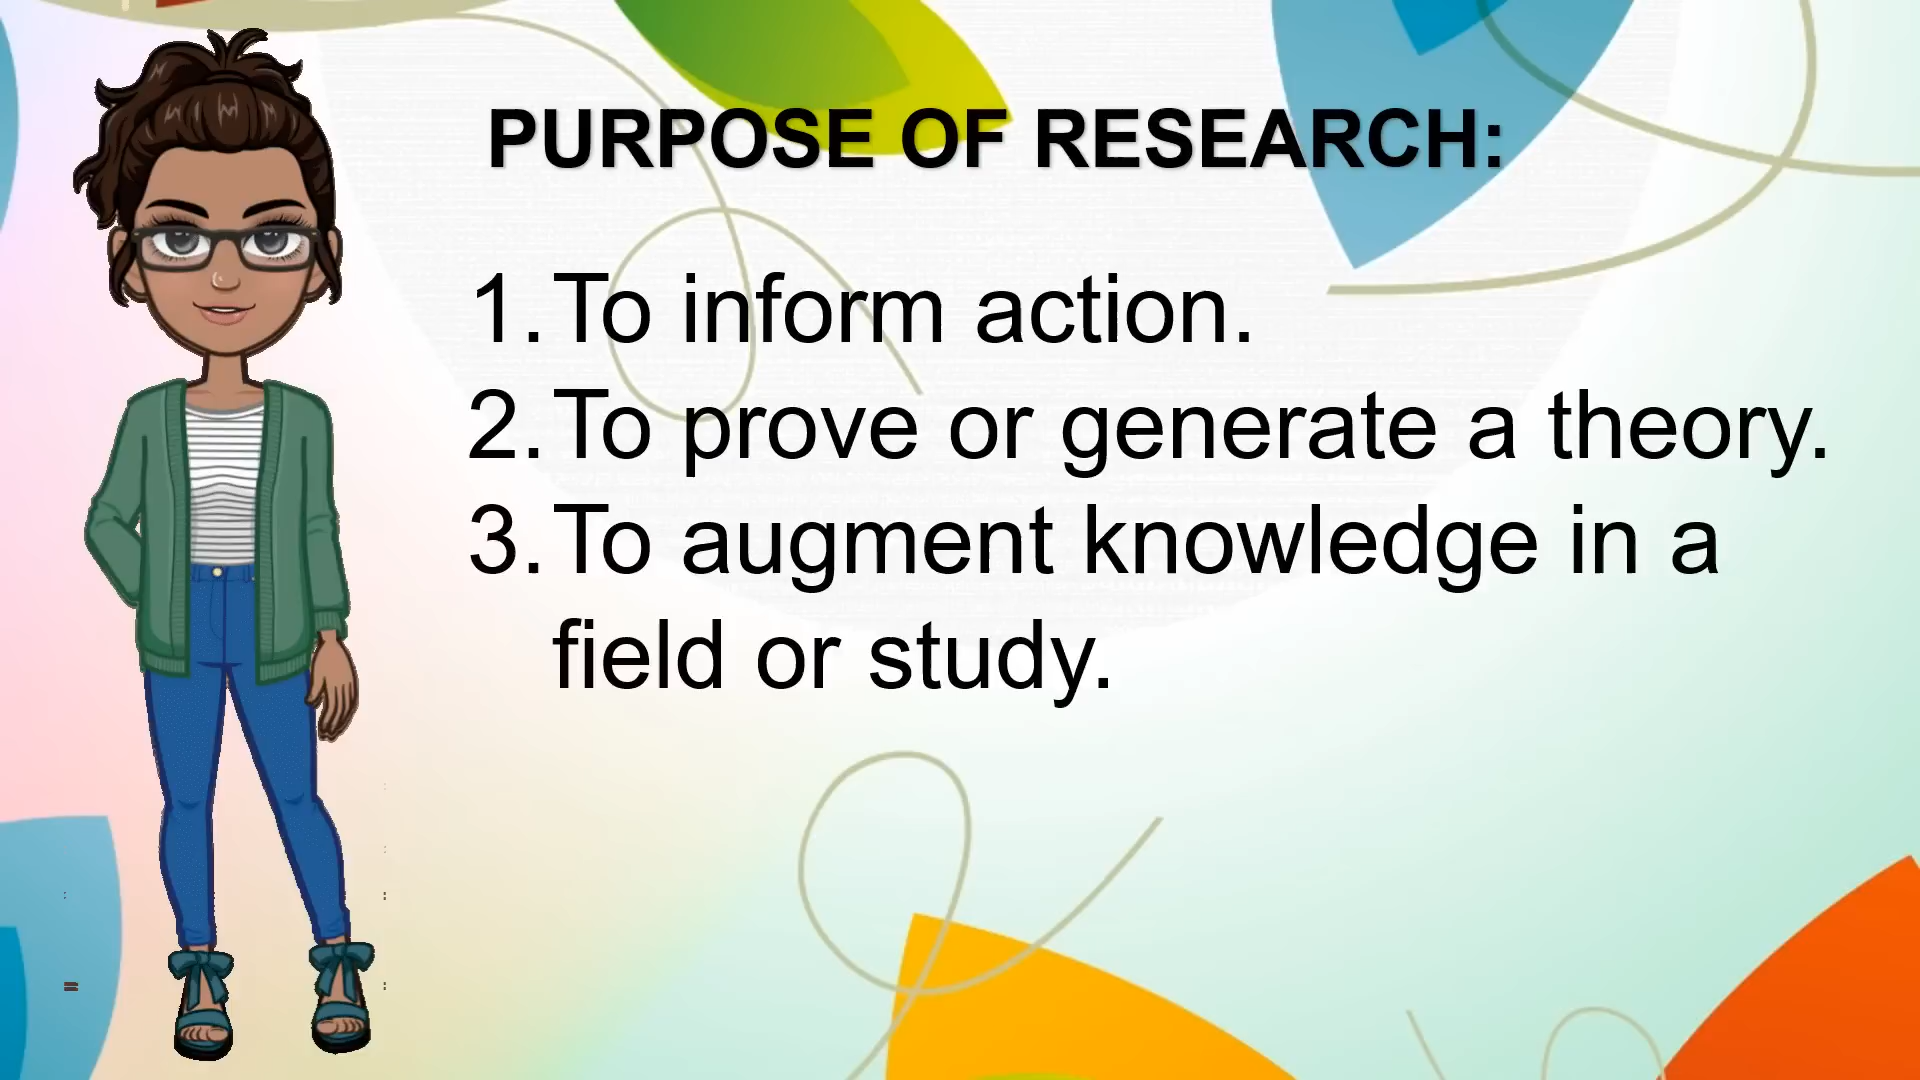 PURPOSE OF RESEARCH:
1. To inform action.
2. To prove or generate a theory.
3. To augment knowledge in a
field or study.